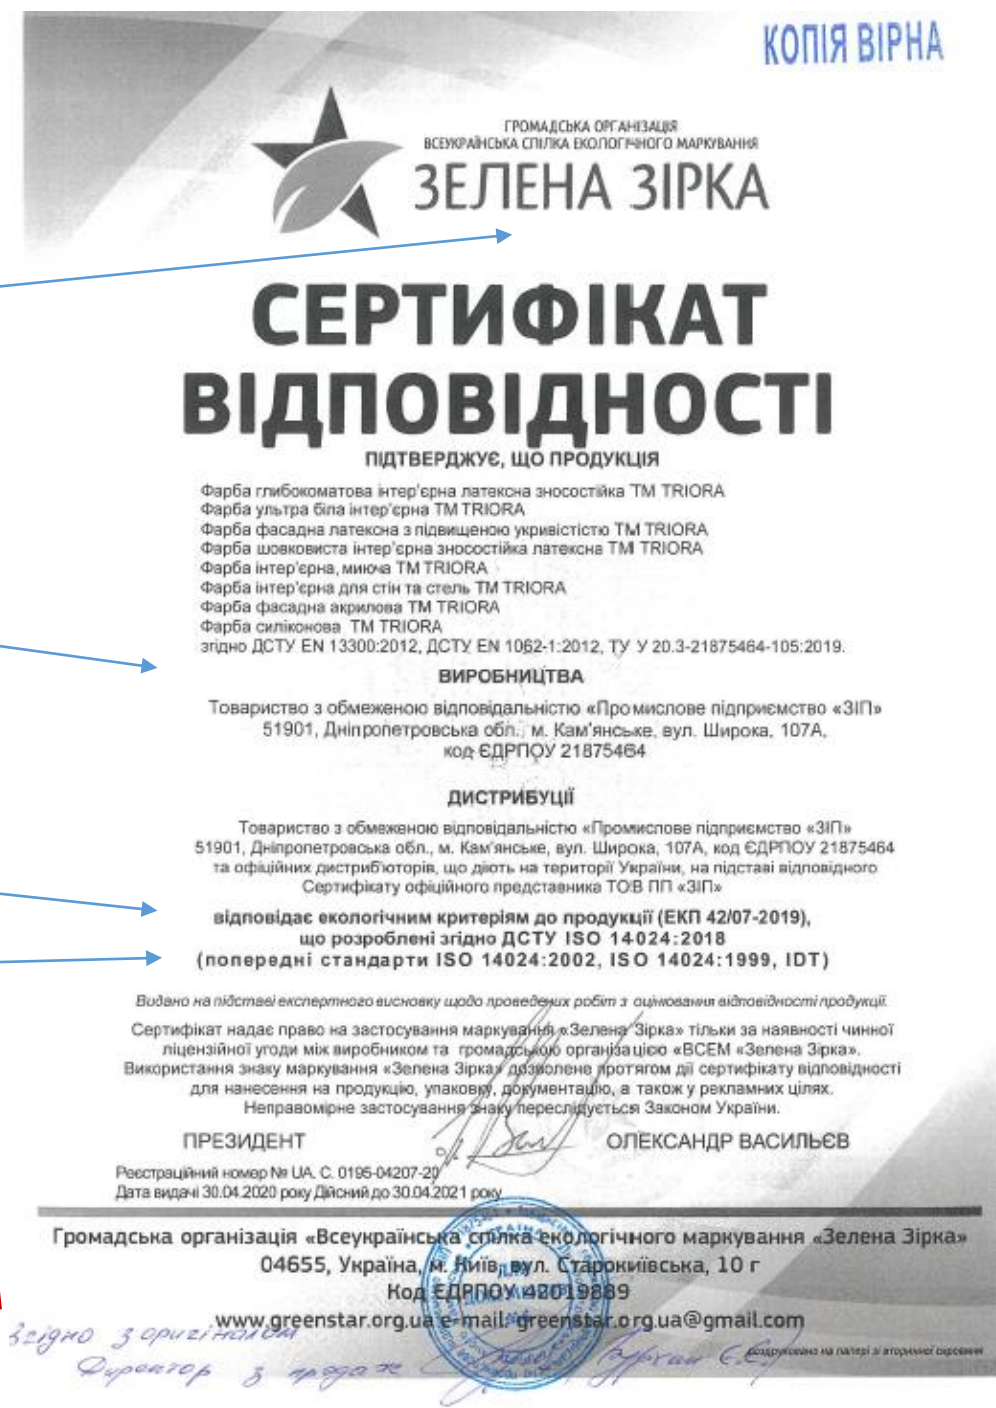 КОПІЯ ВІРНА
ГРОМАДСЬКА ОРГАНІЗАЦІЯ
ВСЕУКРАЇНСЬКА СПІЛКА ЕКОЛОГІЧНОГО МАРКУВАННЯ
ЗЕЛЕНА ЗІРКА
СЕРТИФІКАТ
ВІДПОВІДНОСТІ
ПІДТВЕРДЖУЄ, ЩО ПРОДУКЦІЯ
Фарба глибокоматова інтер'єрна латексна зносостійка ТМ TRIORA
Фарба ультра біла інтер'єрна ТМ TRIORA
Фарба фасадна латексна з підвищеною укривістістю ТМ TRIORA
Фарба шовковиста інтер'єрна зносостійка латексна ТМ TRIORA
Фарба інтер'єрна, миюча ТМ TRIORA
Фарба інтер'єрна для стін та стель ТМ TRIORA
Фарба фасадна акрилова ТМ TRIORA
Фарба силіконова ТМ TRIORA
згідно ДСТУ EN 13300:2012, ДСТУ EN 1062-1:2012, ТУ У 20.3-21875464-105:2019.
ВИРОБНИЦТВА
Товариство з обмеженою відповідальністю «Промислове підприємство «ЗІП»
51901, Дніпропетровська обл., м. Кам'янське, вул. Широка, 107А,
код ЄДРПОУ 21875464
ДИСТРИБУЦІЇ
Товариство з обмеженою відповідальністю «Промислове підприємство «ЗІП»
51901, Дніпропетровська обл., м. Кам'янське, вул. Широка, 107А, код ЄДРПОУ 21875464
та офіційних дистриб'юторів, що діють на території України, на підставі відповідного
Сертифікату офіційного представника ТОВ ПП «ЗІП»
відповідає екологічним критеріям до продукції (ЕКП 42/07-2019),
що розроблені згідно ДСТУ ISO 14024:2018
(попередні стандарти ISO 14024:2002, ISO 14024:1999, IDT)
Видано на підставі експертного висновку щодо проведених робіт з оцінювання відповідності продукції.
Сертифікат надає право на застосування маркування «Зелена Зірка» тільки за наявності чинної
ліцензійної угоди між виробником та громадською організацією «ВСЕМ «Зелена Зірка».
Використання знаку маркування «Зелена Зірка» дозволене протягом дії сертифікату відповідності
для нанесення на продукцію, упаковку, документацію, а також у рекламних цілях.
Неправомірне застосування знаку переслідується Законом України.
ПРЕЗИДЕНТ ОЛЕКСАНДР ВАСИЛЬЄВ
Реєстраційний номер № UA. С. 0195-04207-20
Дата видачі 30.04.2020 року Дійсний до 30.04.2021 року
Громадська організація «Всеукраїнська спілка екологічного маркування «Зелена Зірка»
04655, Україна, м. Київ, вул. Старокиївська, 10 г
Код ЄДРПОУ 42019889
www.greenstar.org.ua e-mail: greenstar.org.ua@gmail.com
роздруковано на папері зі вторинної сировини
Згідно з оригіналом
Директор з продаж